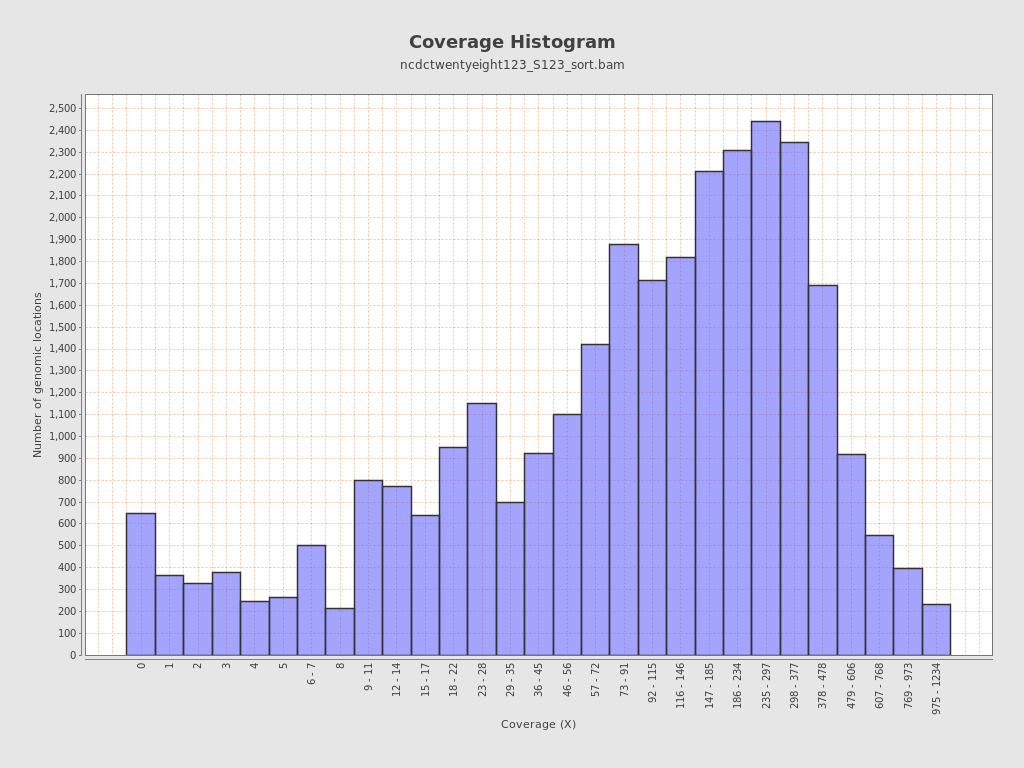 Coverage Histogram
ncdctwentyeight123_S123_sort.bam
2,500
2,400
2,300
2,200
2,100
2,000
1,900
1,800
1,700
1,600
1,500
1,400
1,300
1,200
1,100
1,000
900
800
700
600
500
400
300
200
100
0
Number of genomic locations
0
1
2
3
4
5
6 - 7
8
9 - 11
12 - 14
15 - 17
18 - 22
23 - 28
29 - 35
36 - 45
46 - 56
57 - 72
73 - 91
92 - 115
116 - 146
147 - 185
186 - 234
235 - 297
298 - 377
378 - 478
479 - 606
607 - 768
769 - 973
975 - 1234
Coverage (X)